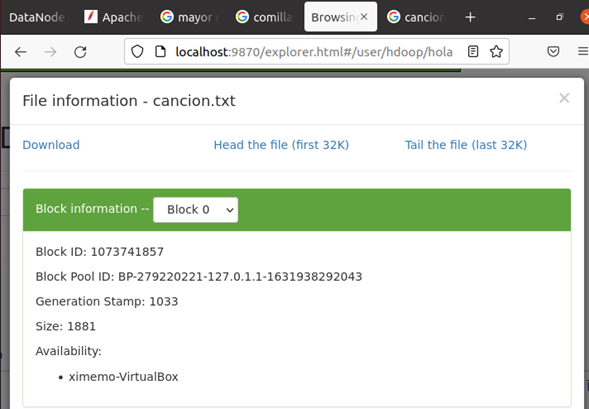 DataNode Apache mayor comilla Browsin cancion
localhost:9870/explorer.html#/user/hdoop/hola
File information - cancion.txt
Download Head the file (first 32K) Tail the file (last 32K)
Block information -- Block 0
Block ID: 1073741857
Block Pool ID: BP-279220221-127.0.1.1-1631938292043
Generation Stamp: 1033
Size: 1881
Availability:
ximemo-VirtualBox